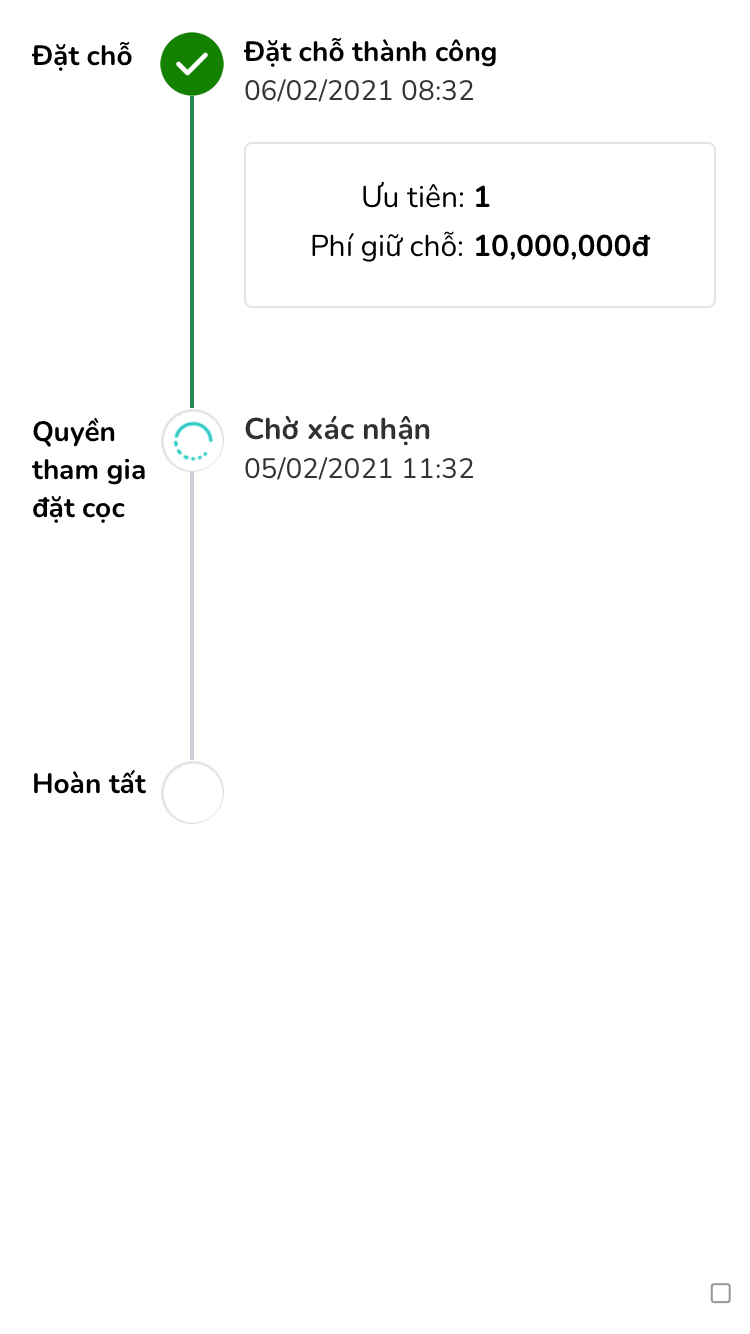 Đặt chỗ
Đặt chỗ thành công
06/02/2021 08:32
Ưu tiên: 1
Phí giữ chỗ: 10,000,000đ
Quyền
tham gia
đặt cọc
Chờ xác nhận
05/02/2021 11:32
Hoàn tất